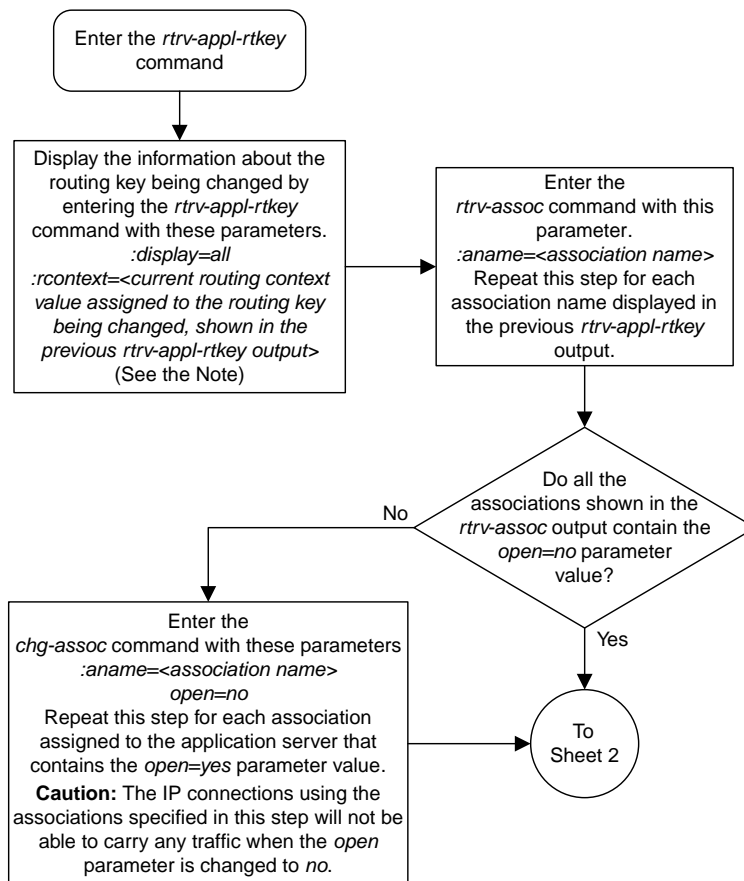 Enter the rtrv-appl-rtkey
command
Display the information about the
routing key being changed by
entering the rtrv-appl-rtkey
command with these parameters.
:display=all
:rcontext=<current routing context
value assigned to the routing key
being changed, shown in the
previous rtrv-appl-rtkey output>
(See the Note)
Enter the
rtrv-assoc command with this
parameter.
:aname=<association name>
Repeat this step for each
association name displayed in
the previous rtrv-appl-rtkey
output.
Do all the
associations shown in the
rtrv-assoc output contain the
open=no parameter
value?
No
Yes
Enter the
chg-assoc command with these parameters
:aname=<association name>
open=no
Repeat this step for each association
assigned to the application server that
contains the open=yes parameter value.
Caution: The IP connections using the
associations specified in this step will not be
able to carry any traffic when the open
parameter is changed to no.
To
Sheet 2